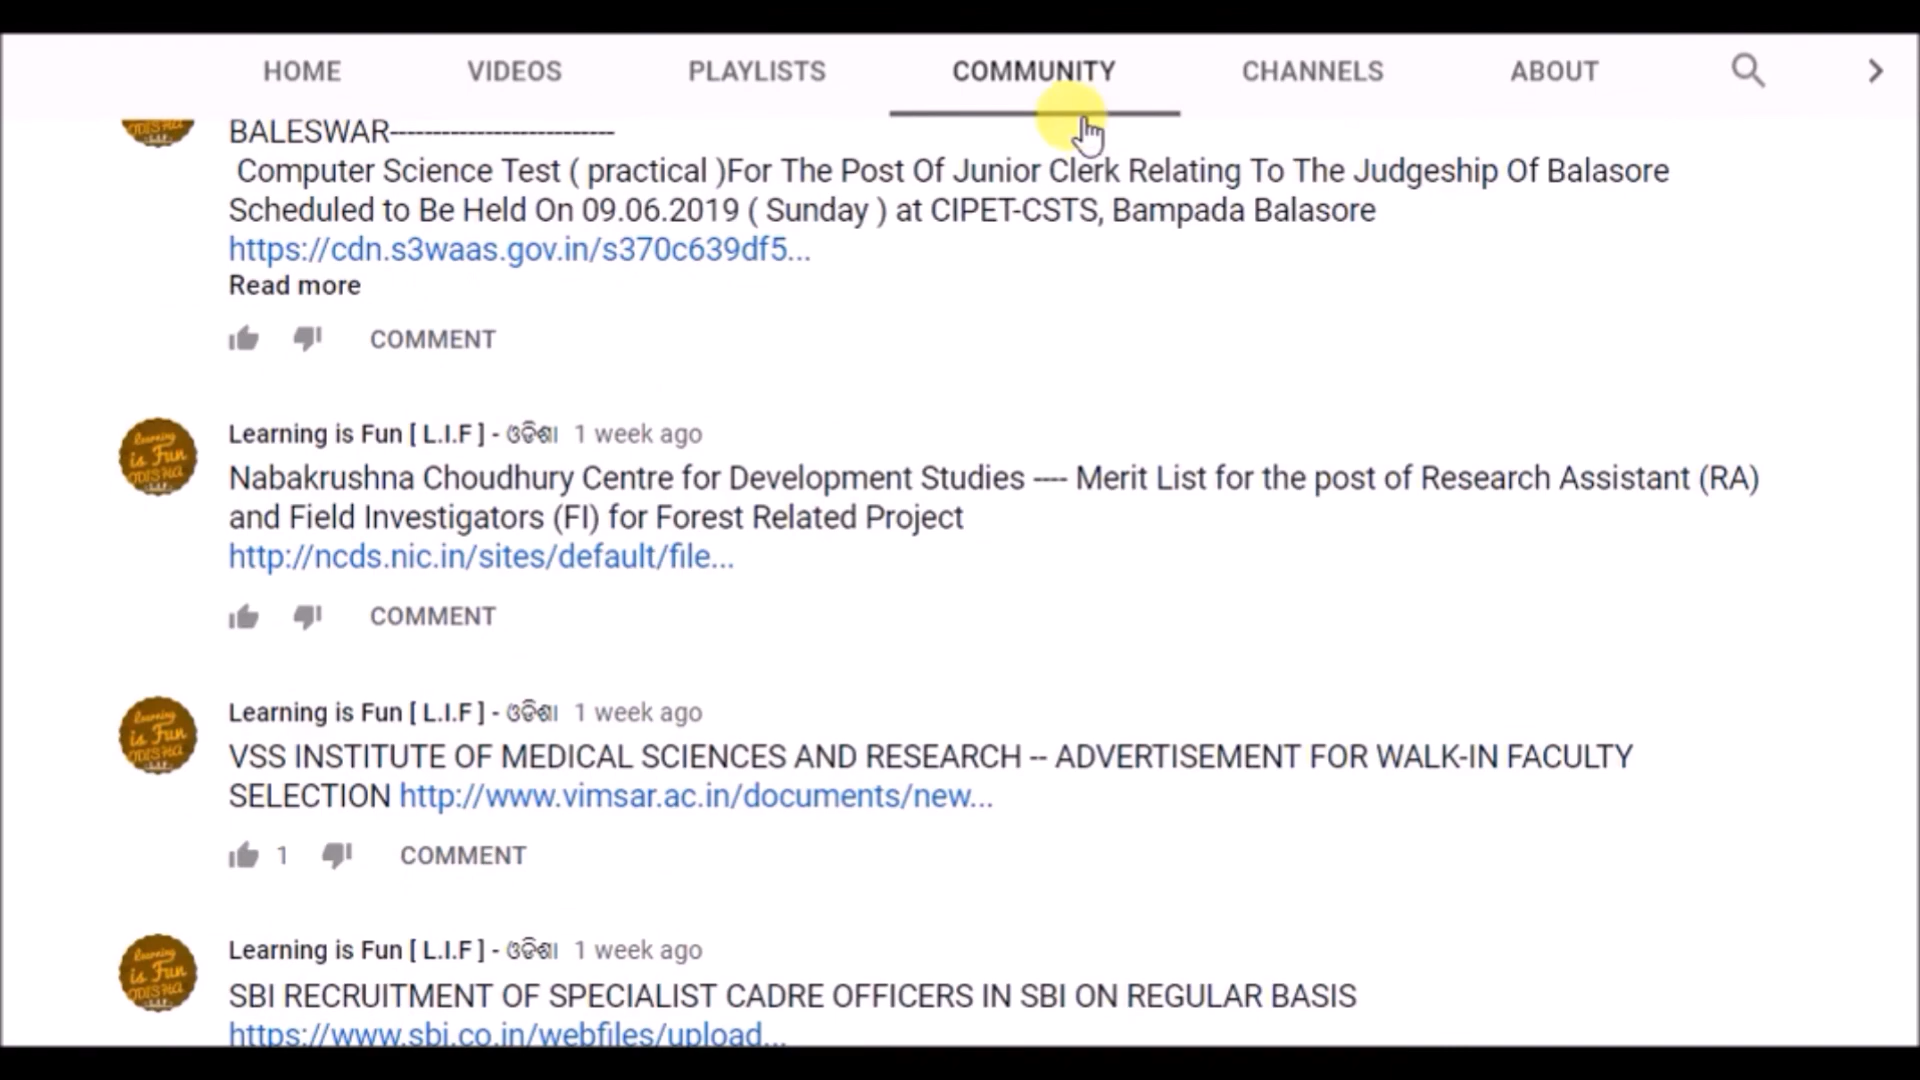 HOME VIDEOS PLAYLISTS COMMUNITY CHANNELS ABOUT
BALESWAR--------------------------
Computer Science Test ( practical )For The Post Of Junior Clerk Relating To The Judgeship Of Balasore
Scheduled to Be Held On 09.06.2019 ( Sunday ) at CIPET-CSTS, Bampada Balasore
https://cdn.s3waas.gov.in/s370c639df5...
Read more
COMMENT
Learning is Fun [ L.I.F ] - ଓଡିଶା 1 week ago
Nabakrushna Choudhury Centre for Development Studies ---- Merit List for the post of Research Assistant (RA)
and Field Investigators (FI) for Forest Related Project
http://ncds.nic.in/sites/default/file...
COMMENT
Learning is Fun [ L.I.F ] - ଓଡିଶା 1 week ago
VSS INSTITUTE OF MEDICAL SCIENCES AND RESEARCH -- ADVERTISEMENT FOR WALK-IN FACULTY
SELECTION http://www.vimsar.ac.in/documents/new...
1 COMMENT
Learning is Fun [ L.I.F ] - ଓଡିଶା 1 week ago
SBI RECRUITMENT OF SPECIALIST CADRE OFFICERS IN SBI ON REGULAR BASIS
https://www.sbi.co.in/webfiles/upload...